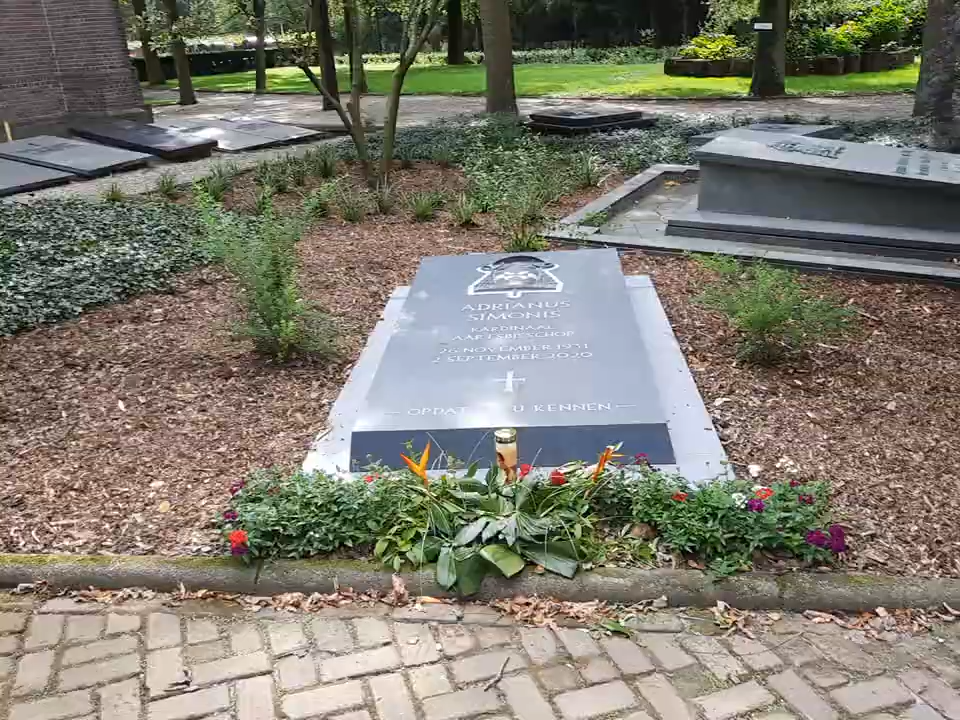 ADRIANUS
SIMONIS
KARDINAAL
AARTSBISSCHOP
26 NOVEMBER 1931
2 SEPTEMBER 2020
OPDAT U KENNEN